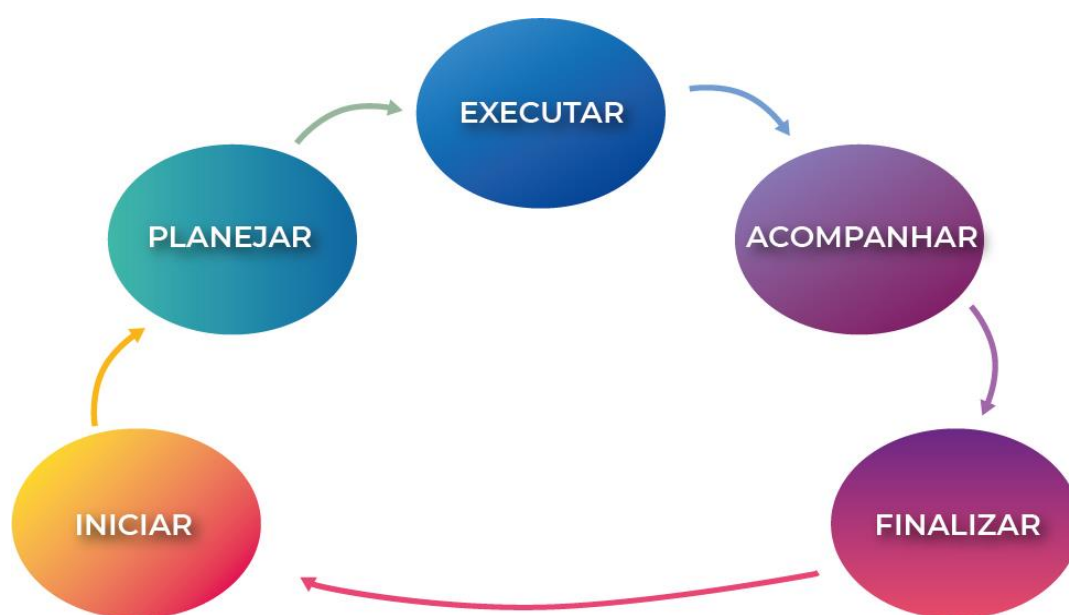 EXECUTAR
PLANEJAR
ACOMPANHAR
INICIAR
FINALIZAR